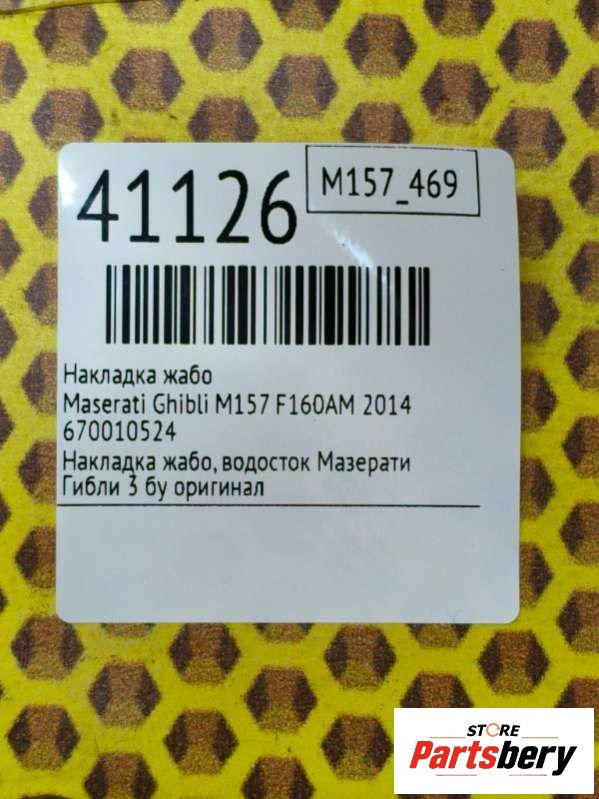 41126
M157_469
Накладка жабо
Maserati Ghibli M157 F160AM 2014
670010524
Накладка жабо, водосток Мазерати
Гибли 3 бу оригинал
STORE
Partsbery